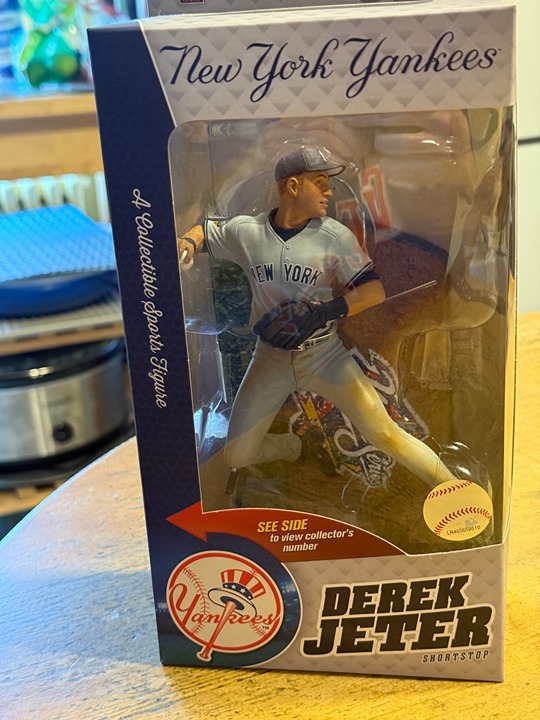 New York Yankees
A Collectible Sports Figure
NEW YORK
SEE SIDE
to view collector's
number
Yankees
DEREK
JETER
SHORTSTOP